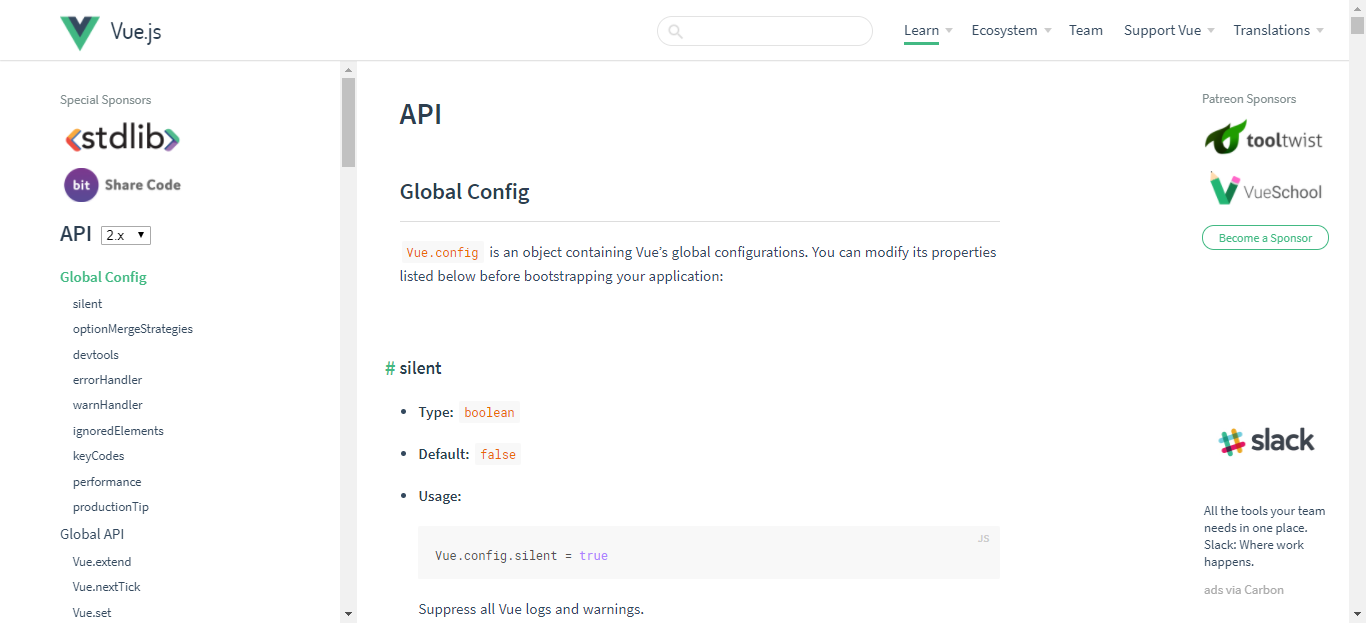 Vue.js
Learn
Ecosystem
Team
Support Vue
Translations
Special Sponsors
<stdlib>
bit Share Code
API 2.x
Global Config
silent
optionMergeStrategies
devtools
errorHandler
warnHandler
ignoredElements
keyCodes
performance
productionTip
Global API
Vue.extend
Vue.nextTick
Vue.set
API
Global Config
Vue.config is an object containing Vue’s global configurations. You can modify its properties
listed below before bootstrapping your application:
# silent
Type: boolean
Default: false
Usage:
JS
Vue.config.silent = true
Suppress all Vue logs and warnings.
Patreon Sponsors
tooltwist
VueSchool
Become a Sponsor
slack
All the tools your team
needs in one place.
Slack: Where work
happens.
ads via Carbon